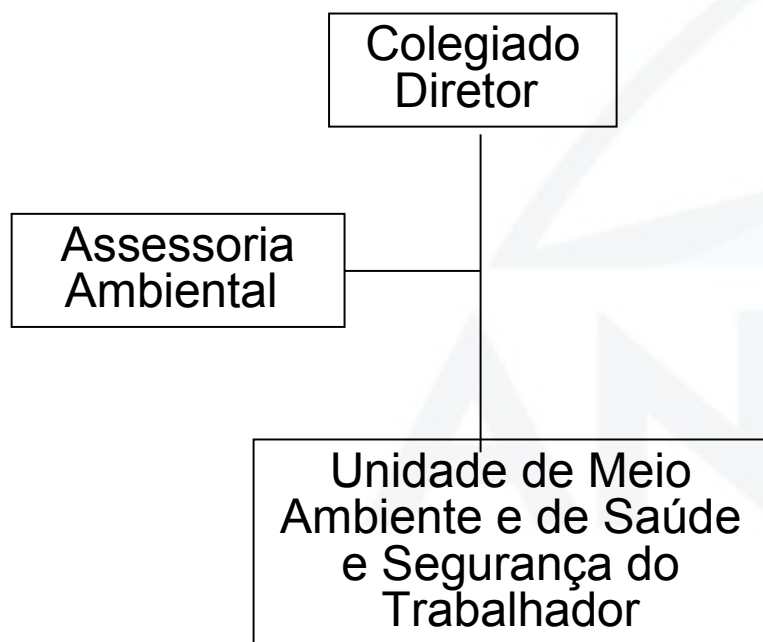 Colegiado
Diretor
Assessoria
Ambiental
Unidade de Meio
Ambiente e de Saúde
e Segurança do
Trabalhador